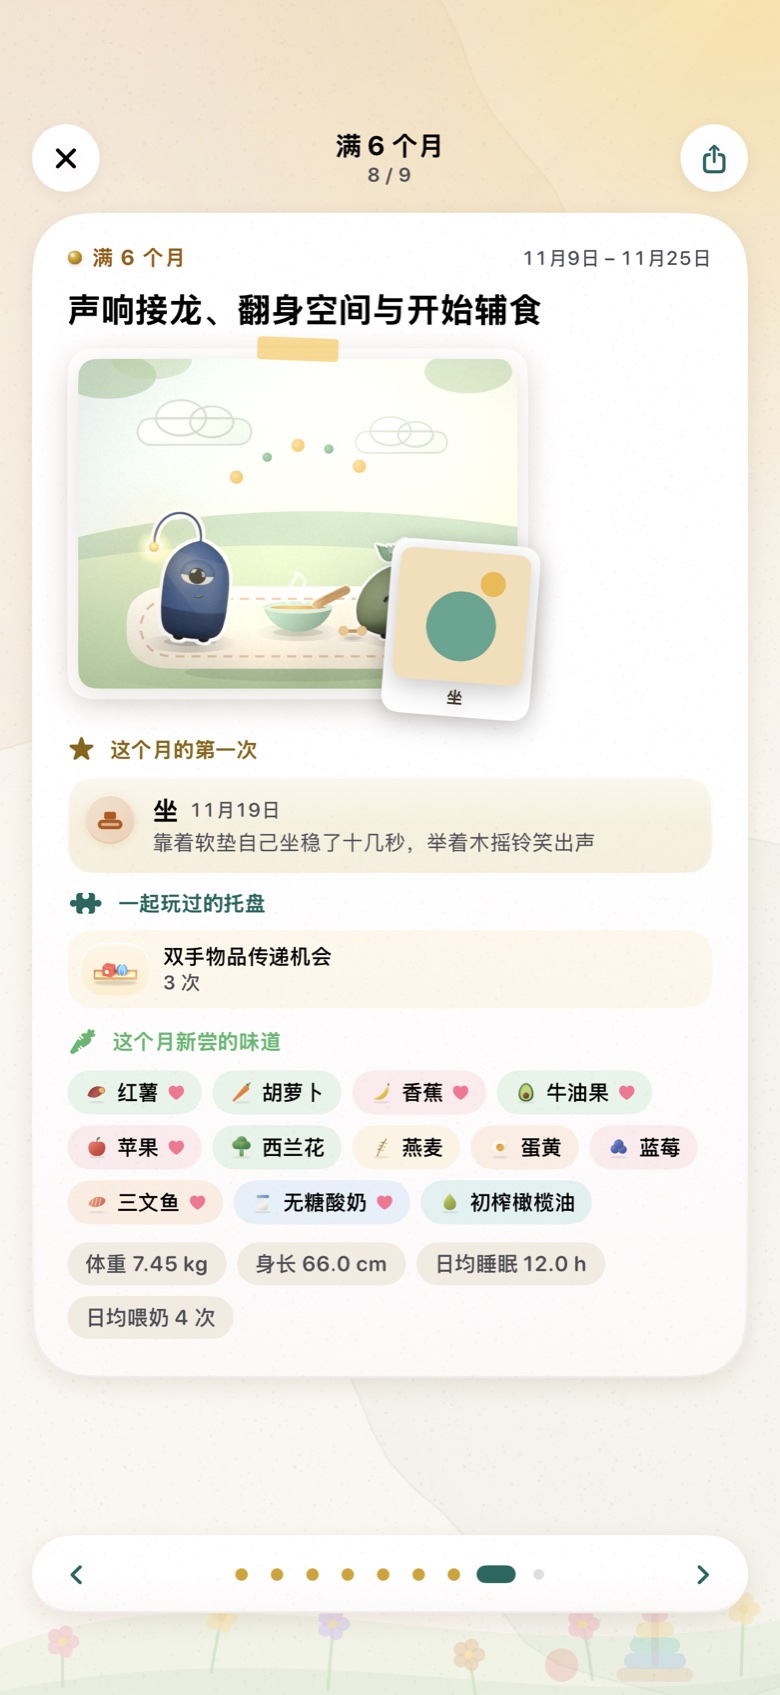 满 6 个月
8 / 9
满 6 个月
11月9日 – 11月25日
声响接龙、翻身空间与开始辅食
坐
这个月的第一次
坐 11月19日
靠着软垫自己坐稳了十几秒，举着木摇铃笑出声
一起玩过的托盘
双手物品传递机会
3 次
这个月新尝的味道
红薯 胡萝卜 香蕉 牛油果
苹果 西兰花 燕麦 蛋黄 蓝莓
三文鱼 无糖酸奶 初榨橄榄油
体重 7.45 kg 身长 66.0 cm 日均睡眠 12.0 h
日均喂奶 4 次